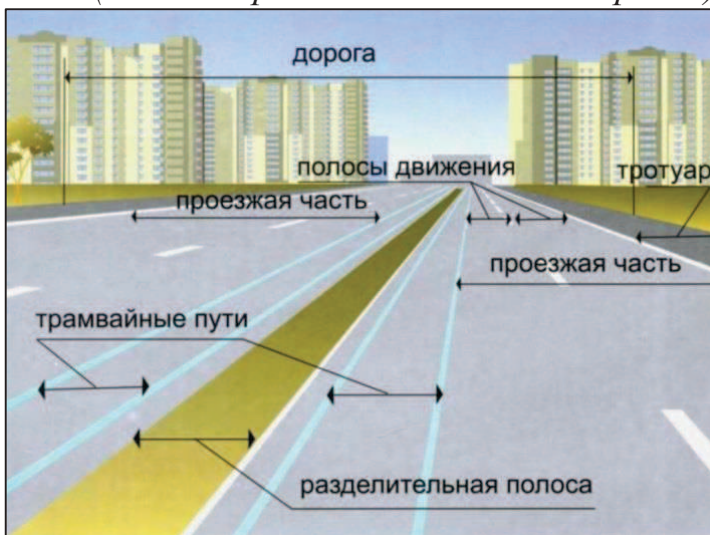 дорога
полосы движения
тротуар
проезжая часть
проезжая часть
трамвайные пути
разделительная полоса